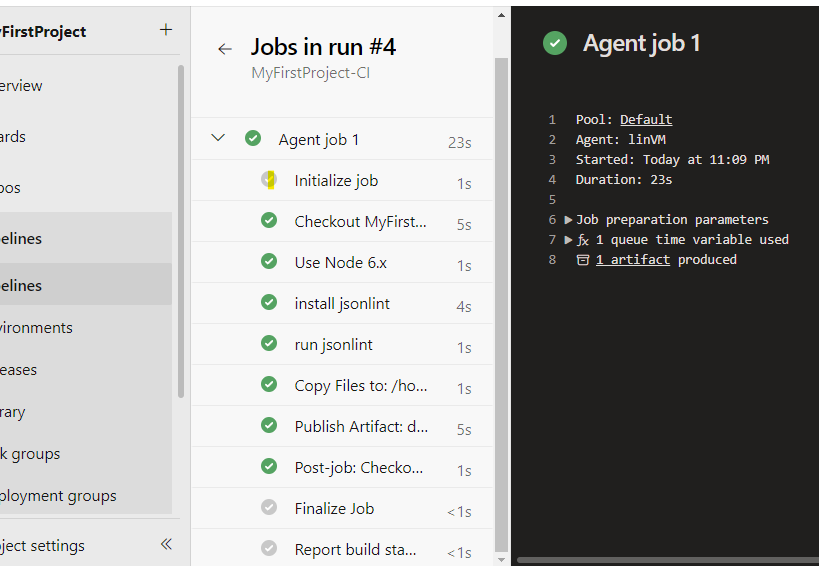 yFirstProject
+
erview
ards
pos
elines
elines
vironments
eases
rary
k groups
ployment groups
ject settings
Jobs in run #4
MyFirstProject-CI
Agent job 1 23s
Initialize job 1s
Checkout MyFirst... 5s
Use Node 6.x 1s
install jsonlint 4s
run jsonlint 1s
Copy Files to: /ho... 1s
Publish Artifact: d... 5s
Post-job: Checko... 1s
Finalize Job <1s
Report build sta... <1s
Agent job 1
1 Pool: Default
2 Agent: linVM
3 Started: Today at 11:09 PM
4 Duration: 23s
5
6 Job preparation parameters
7 fx 1 queue time variable used
8 1 artifact produced